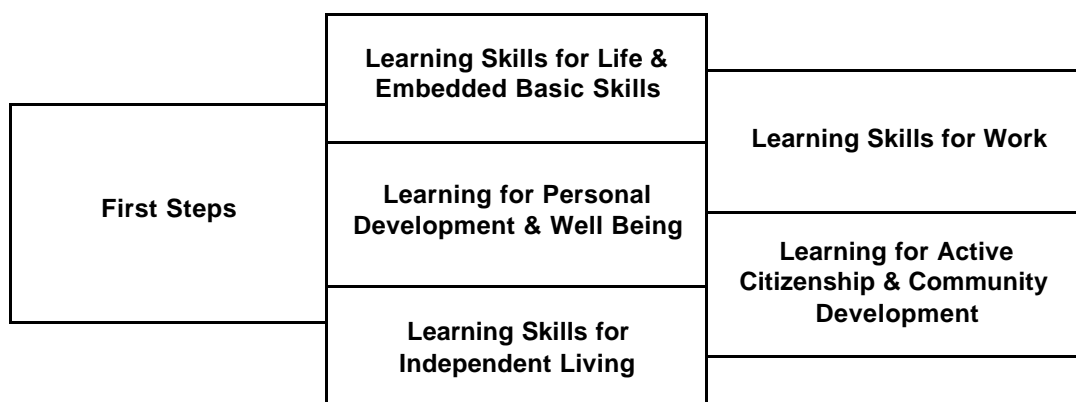 First Steps
Learning Skills for Life &
Embedded Basic Skills
Learning for Personal
Development & Well Being
Learning Skills for
Independent Living
Learning Skills for Work
Learning for Active
Citizenship & Community
Development